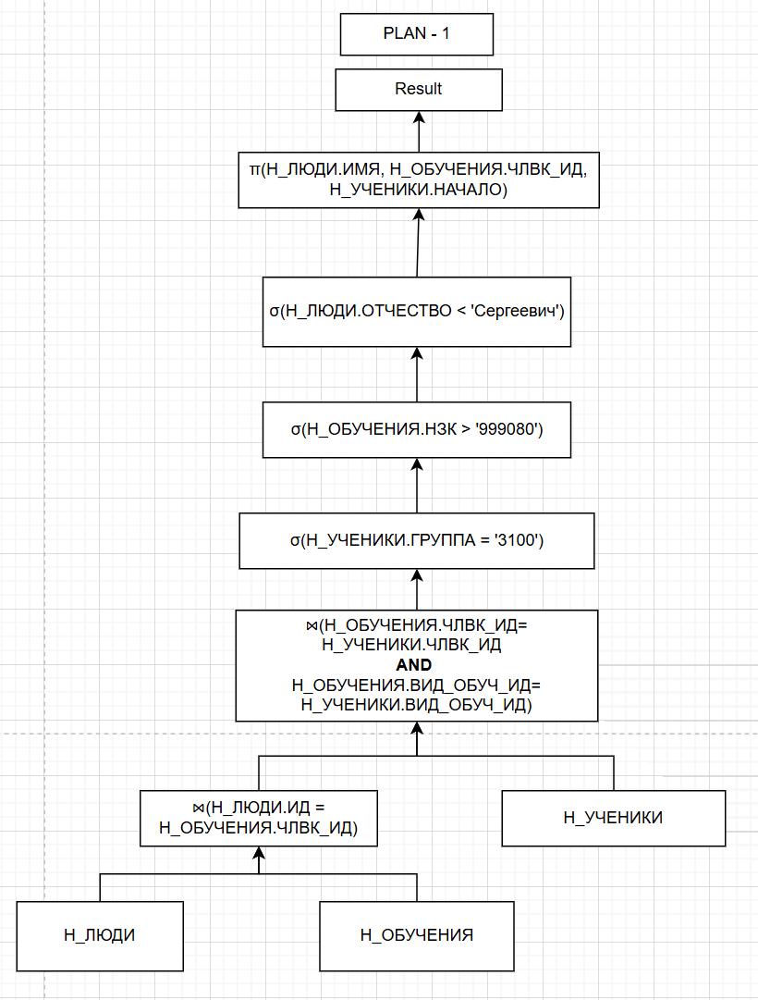 PLAN - 1
Result
π(Н_ЛЮДИ.ИМЯ, Н_ОБУЧЕНИЯ.ЧЛВК_ИД,
Н_УЧЕНИКИ.НАЧАЛО)
σ(Н_ЛЮДИ.ОТЧЕСТВО < 'Сергеевич')
σ(Н_ОБУЧЕНИЯ.НЗК > '999080')
σ(Н_УЧЕНИКИ.ГРУППА = '3100')
⋈(Н_ОБУЧЕНИЯ.ЧЛВК_ИД=
Н_УЧЕНИКИ.ЧЛВК_ИД
AND
Н_ОБУЧЕНИЯ.ВИД_ОБУЧ_ИД=
Н_УЧЕНИКИ.ВИД_ОБУЧ_ИД)
⋈(Н_ЛЮДИ.ИД =
Н_ОБУЧЕНИЯ.ЧЛВК_ИД)
Н_УЧЕНИКИ
Н_ЛЮДИ
Н_ОБУЧЕНИЯ